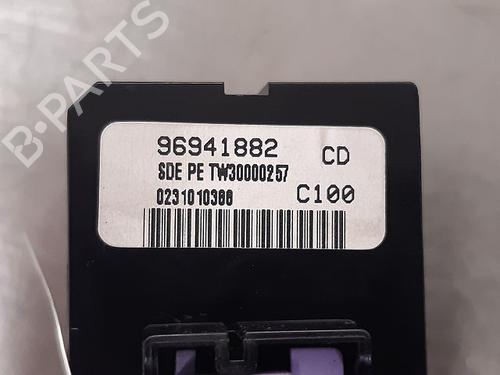 B-PARTS
96941882 CD
SDE PE TW30000257
0231010388 C100